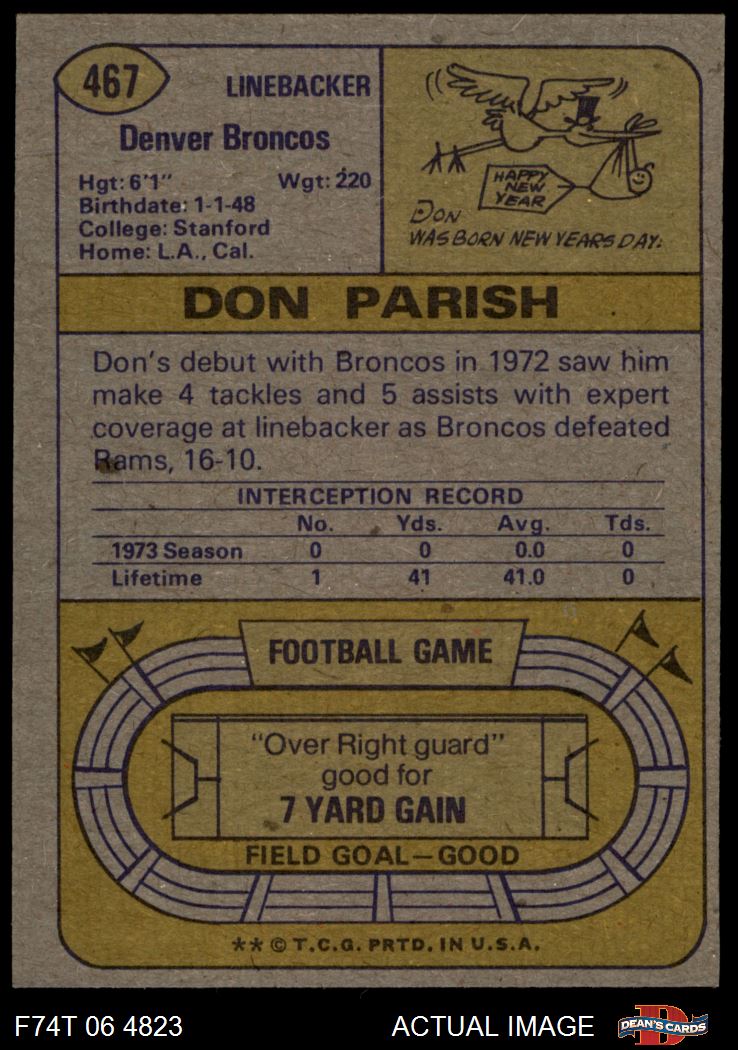 467
LINEBACKER
Denver Broncos
Hgt: 6'1" Wgt: 220
Birthdate: 1-1-48
College: Stanford
Home: L.A., Cal.
HAPPY
NEW
YEAR
DON
WAS BORN NEW YEARS DAY.
DON PARISH
Don's debut with Broncos in 1972 saw him
make 4 tackles and 5 assists with expert
coverage at linebacker as Broncos defeated
Rams, 16-10.
INTERCEPTION RECORD
No. Yds. Avg. Tds.
1973 Season 0 0 0.0 0
Lifetime 1 41 41.0 0
FOOTBALL GAME
"Over Right guard"
good for
7 YARD GAIN
FIELD GOAL—GOOD
** © T.C.G. PRTD. IN U.S.A.
F74T 06 4823
ACTUAL IMAGE
D
DEAN'S CARDS